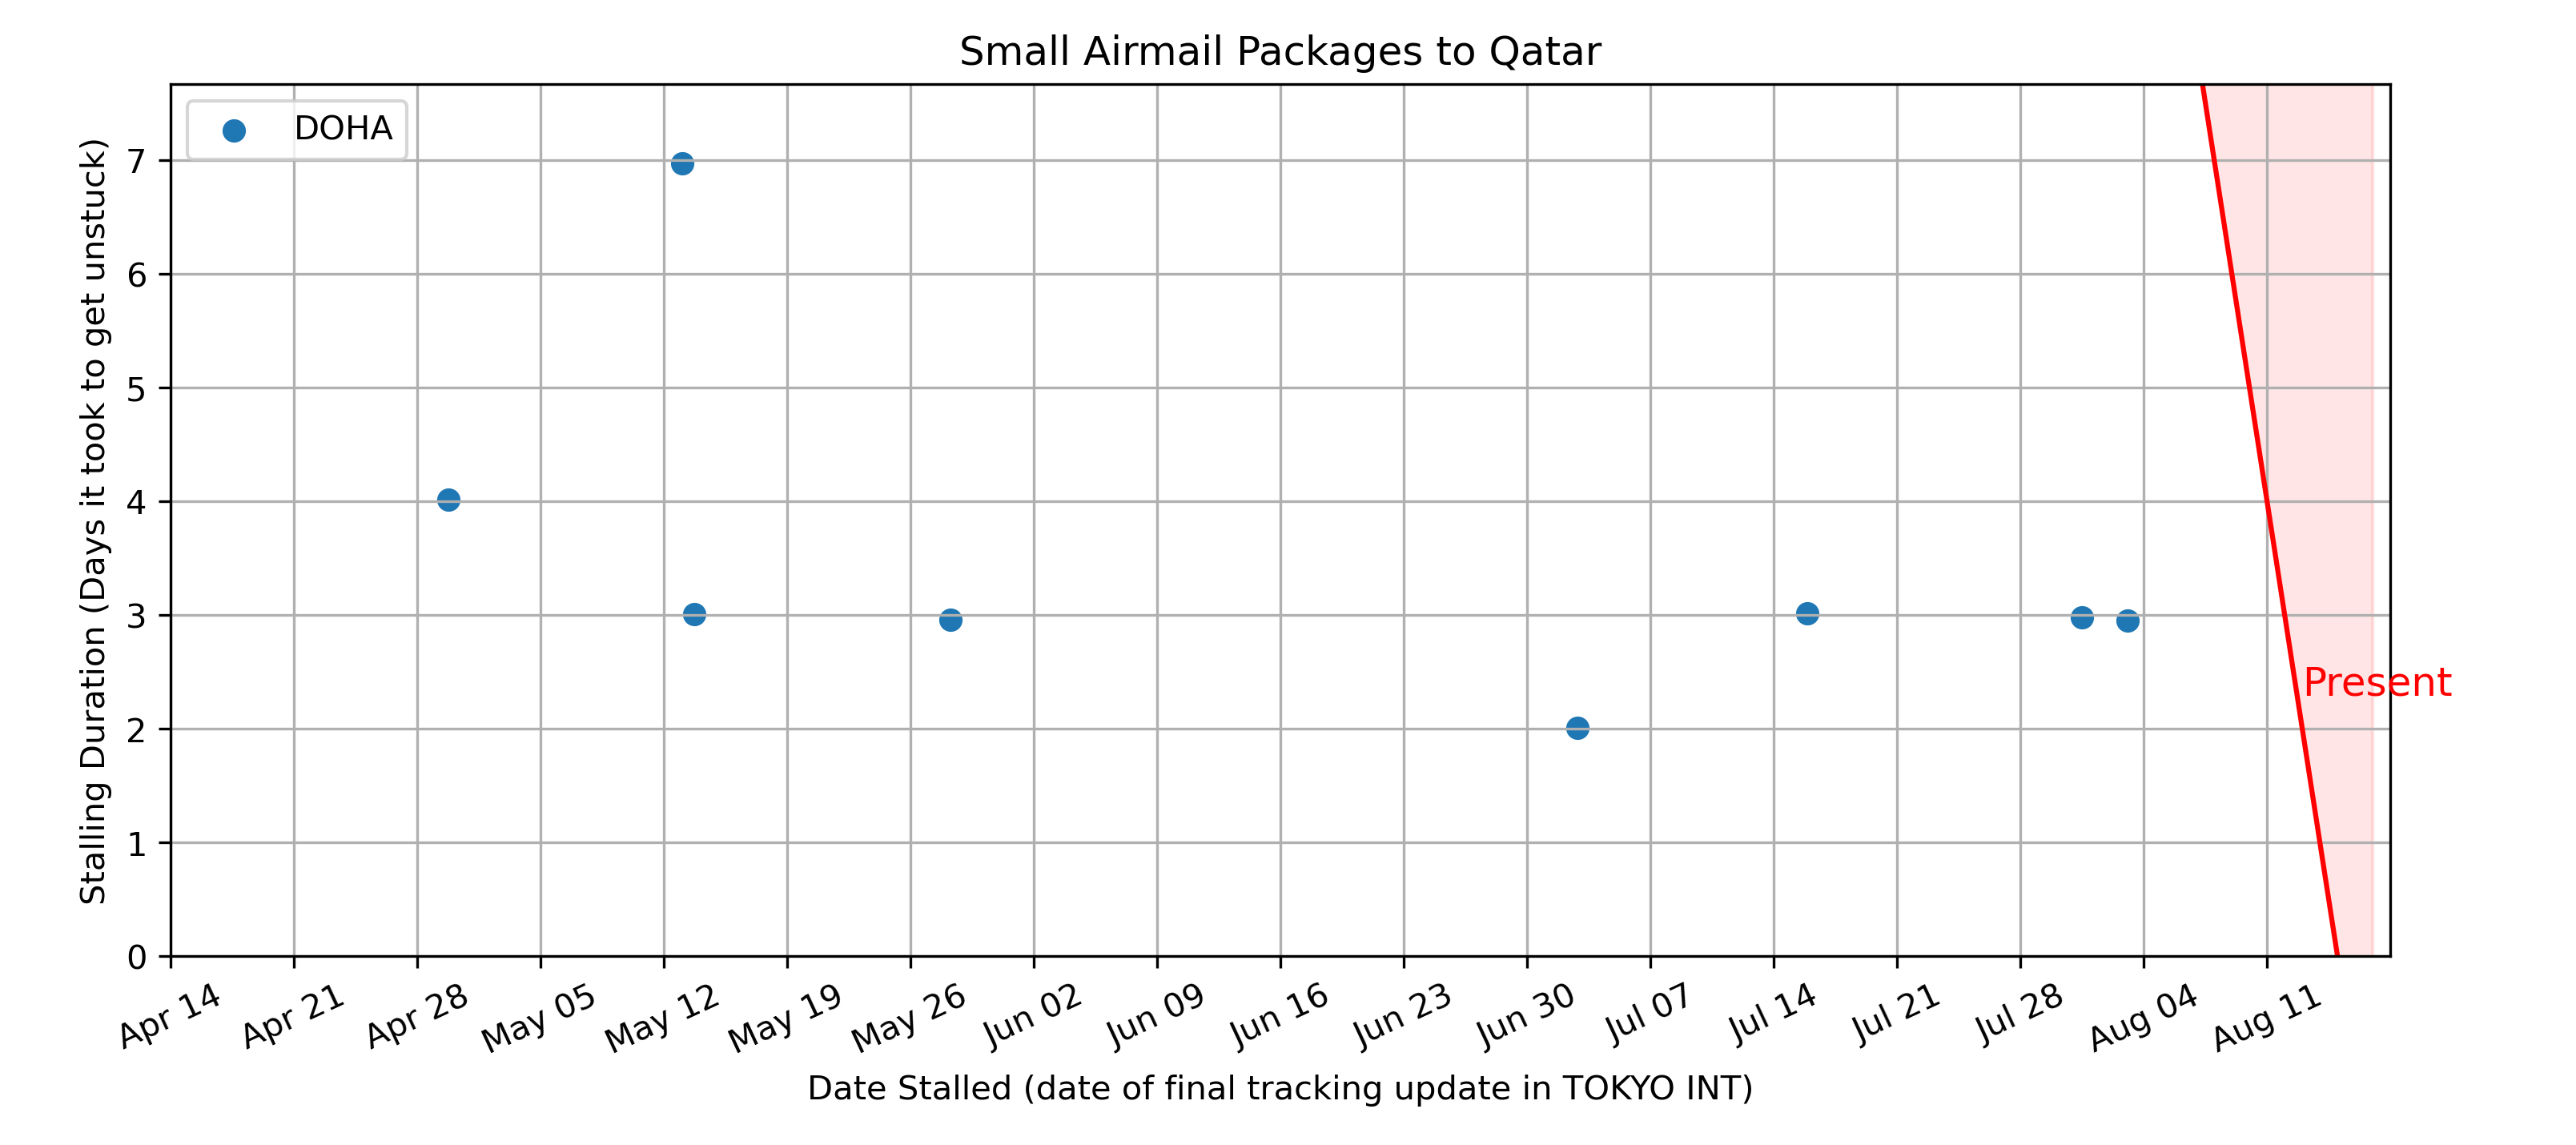 Small Airmail Packages to Qatar
DOHA
Stalling Duration (Days it took to get unstuck)
7
6
5
4
3
2
1
0
Present
Apr 14
Apr 21
Apr 28
May 05
May 12
May 19
May 26
Jun 02
Jun 09
Jun 16
Jun 23
Jun 30
Jul 07
Jul 14
Jul 21
Jul 28
Aug 04
Aug 11
Date Stalled (date of final tracking update in TOKYO INT)